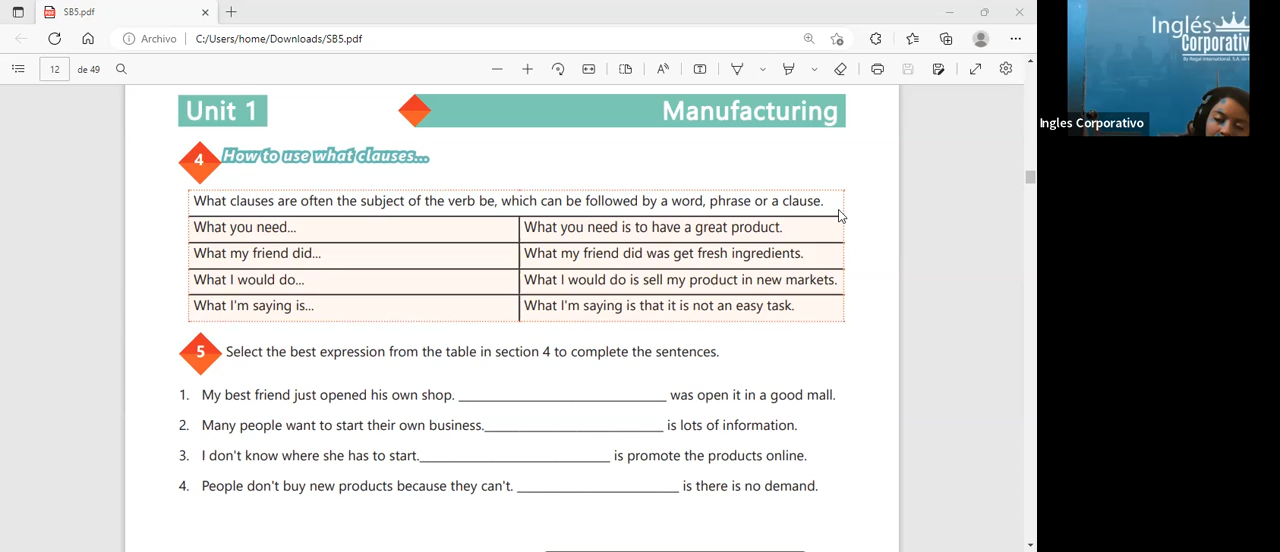 SB5.pdf
Archivo C:/Users/home/Downloads/SB5.pdf
12 de 49
Unit 1 Manufacturing
4 How to use what clauses...
What clauses are often the subject of the verb be, which can be followed by a word, phrase or a clause.
What you need... What you need is to have a great product.
What my friend did... What my friend did was get fresh ingredients.
What I would do... What I would do is sell my product in new markets.
What I'm saying is... What I'm saying is that it is not an easy task.
5 Select the best expression from the table in section 4 to complete the sentences.
1. My best friend just opened his own shop. ____________ was open it in a good mall.
2. Many people want to start their own business.____________ is lots of information.
3. I don't know where she has to start.____________ is promote the products online.
4. People don't buy new products because they can't. ____________ is there is no demand.
Inglés
Corporativ
Ingles Corporativo